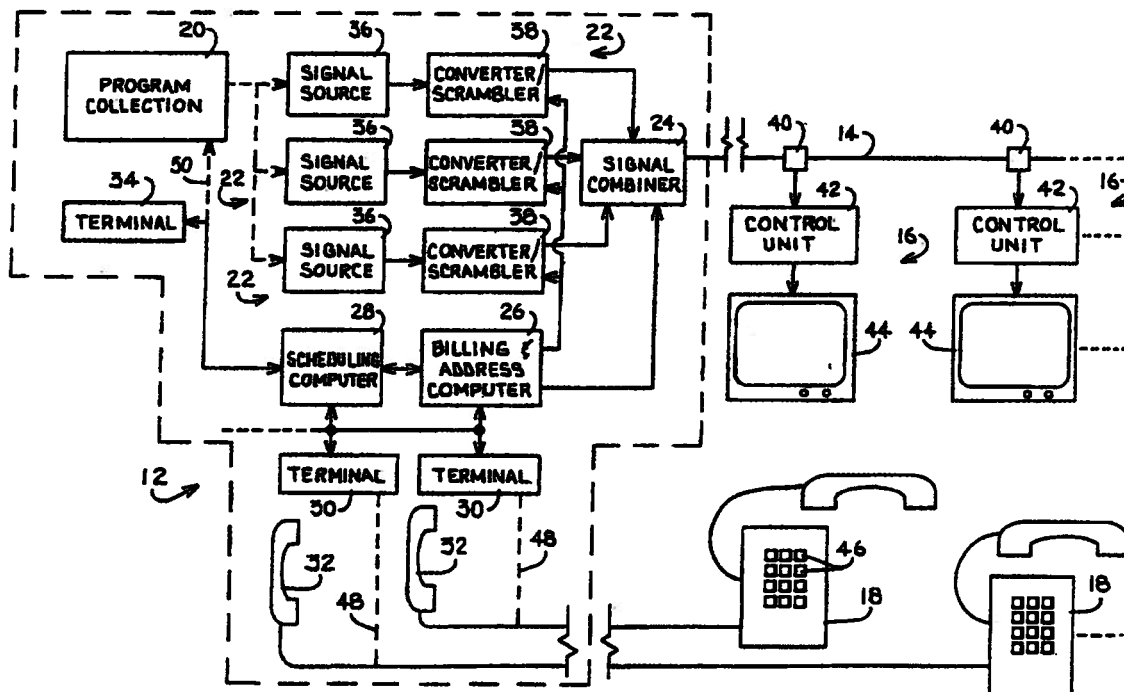 20
36
38
22
PROGRAM
COLLECTION
SIGNAL
SOURCE
CONVERTER/
SCRAMBLER
24
40
14
40
36
38
50
22
SIGNAL
SOURCE
CONVERTER/
SCRAMBLER
SIGNAL
COMBINER
16
34
42
42
TERMINAL
36
38
CONTROL
UNIT
16
CONTROL
UNIT
22
SIGNAL
SOURCE
CONVERTER/
SCRAMBLER
28
26
SCHEDULING
COMPUTER
BILLING &
ADDRESS
COMPUTER
44
44
12
TERMINAL
TERMINAL
30
30
32
32
48
48
46
18
18